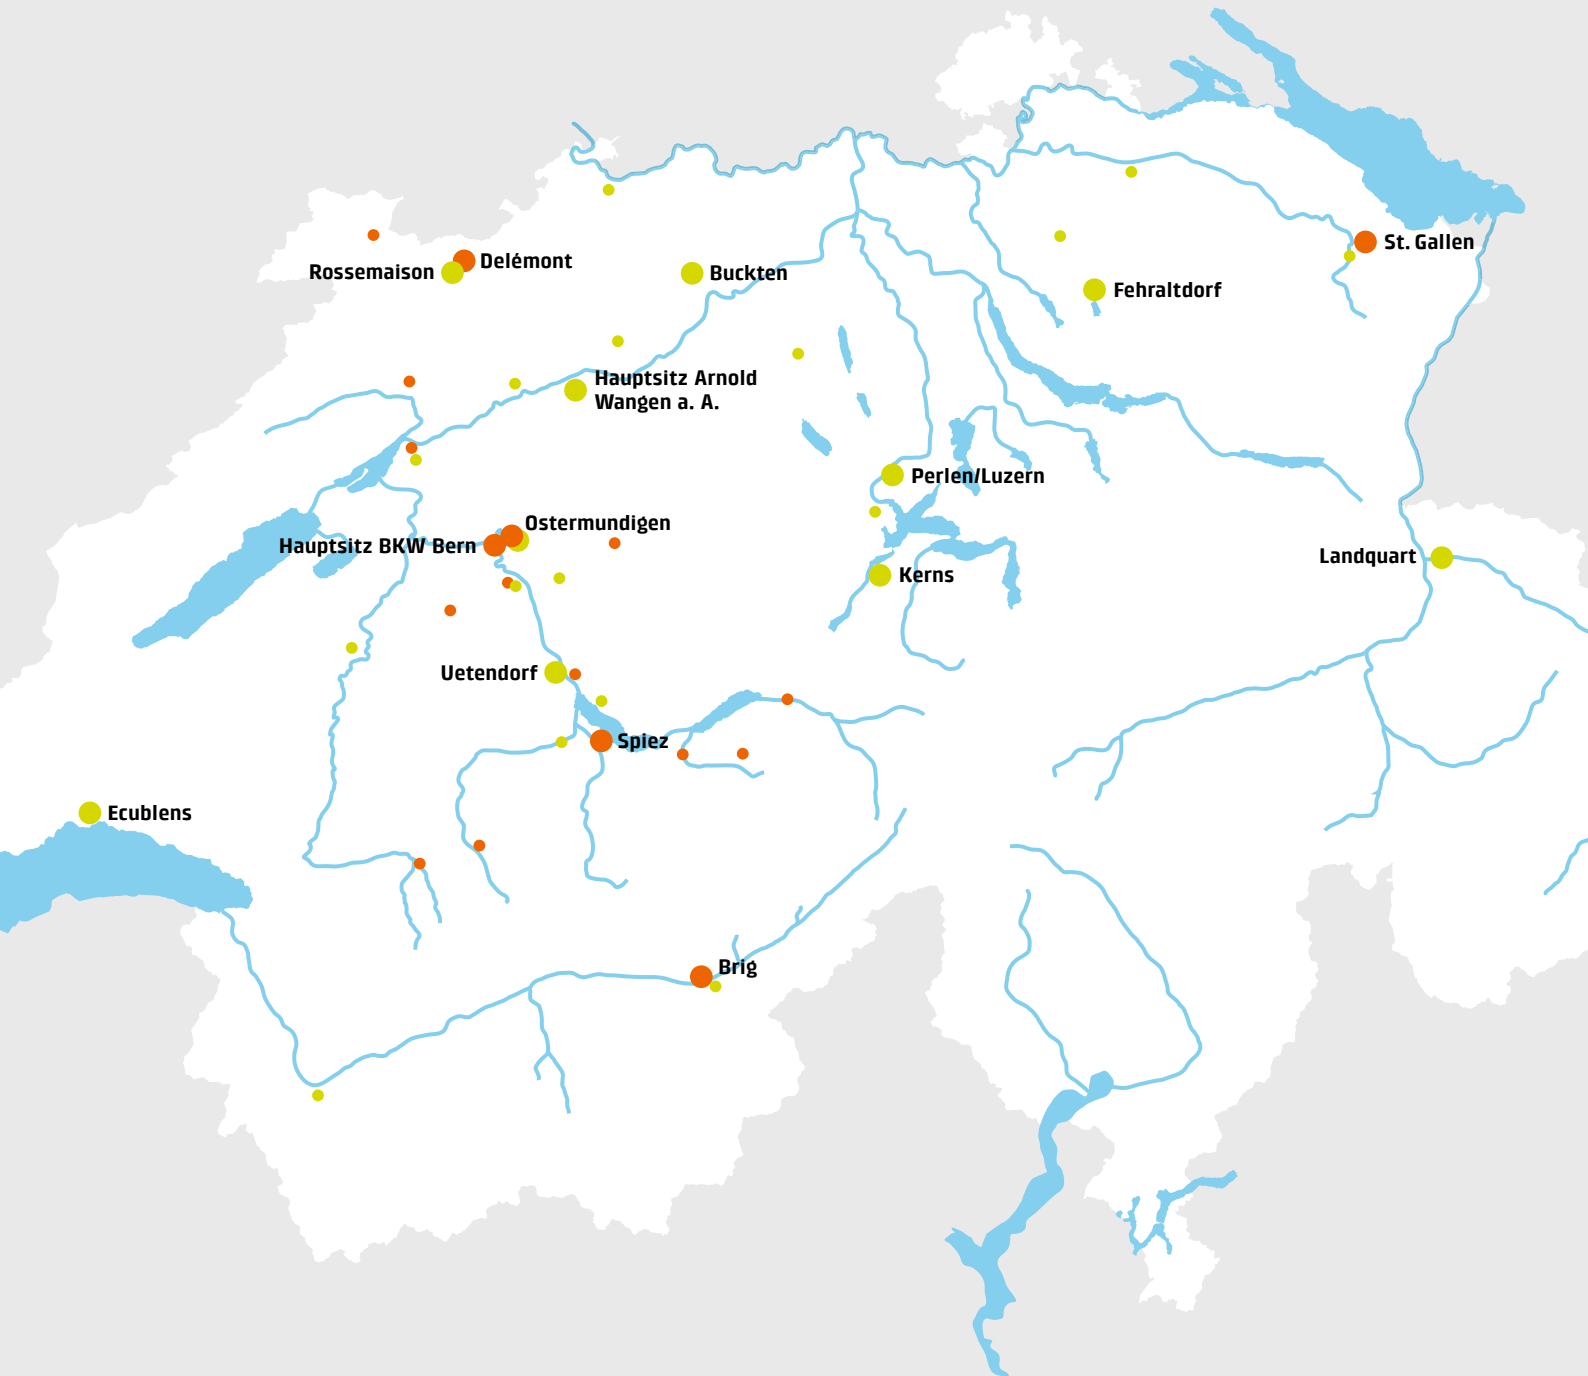 St. Gallen
Delémont
Rossemaison
Buckten
Fehraltdorf
Hauptsitz Arnold
Wangen a. A.
Perlen/Luzern
Ostermundigen
Hauptsitz BKW Bern
Landquart
Kerns
Uetendorf
Spiez
Ecublens
Brig